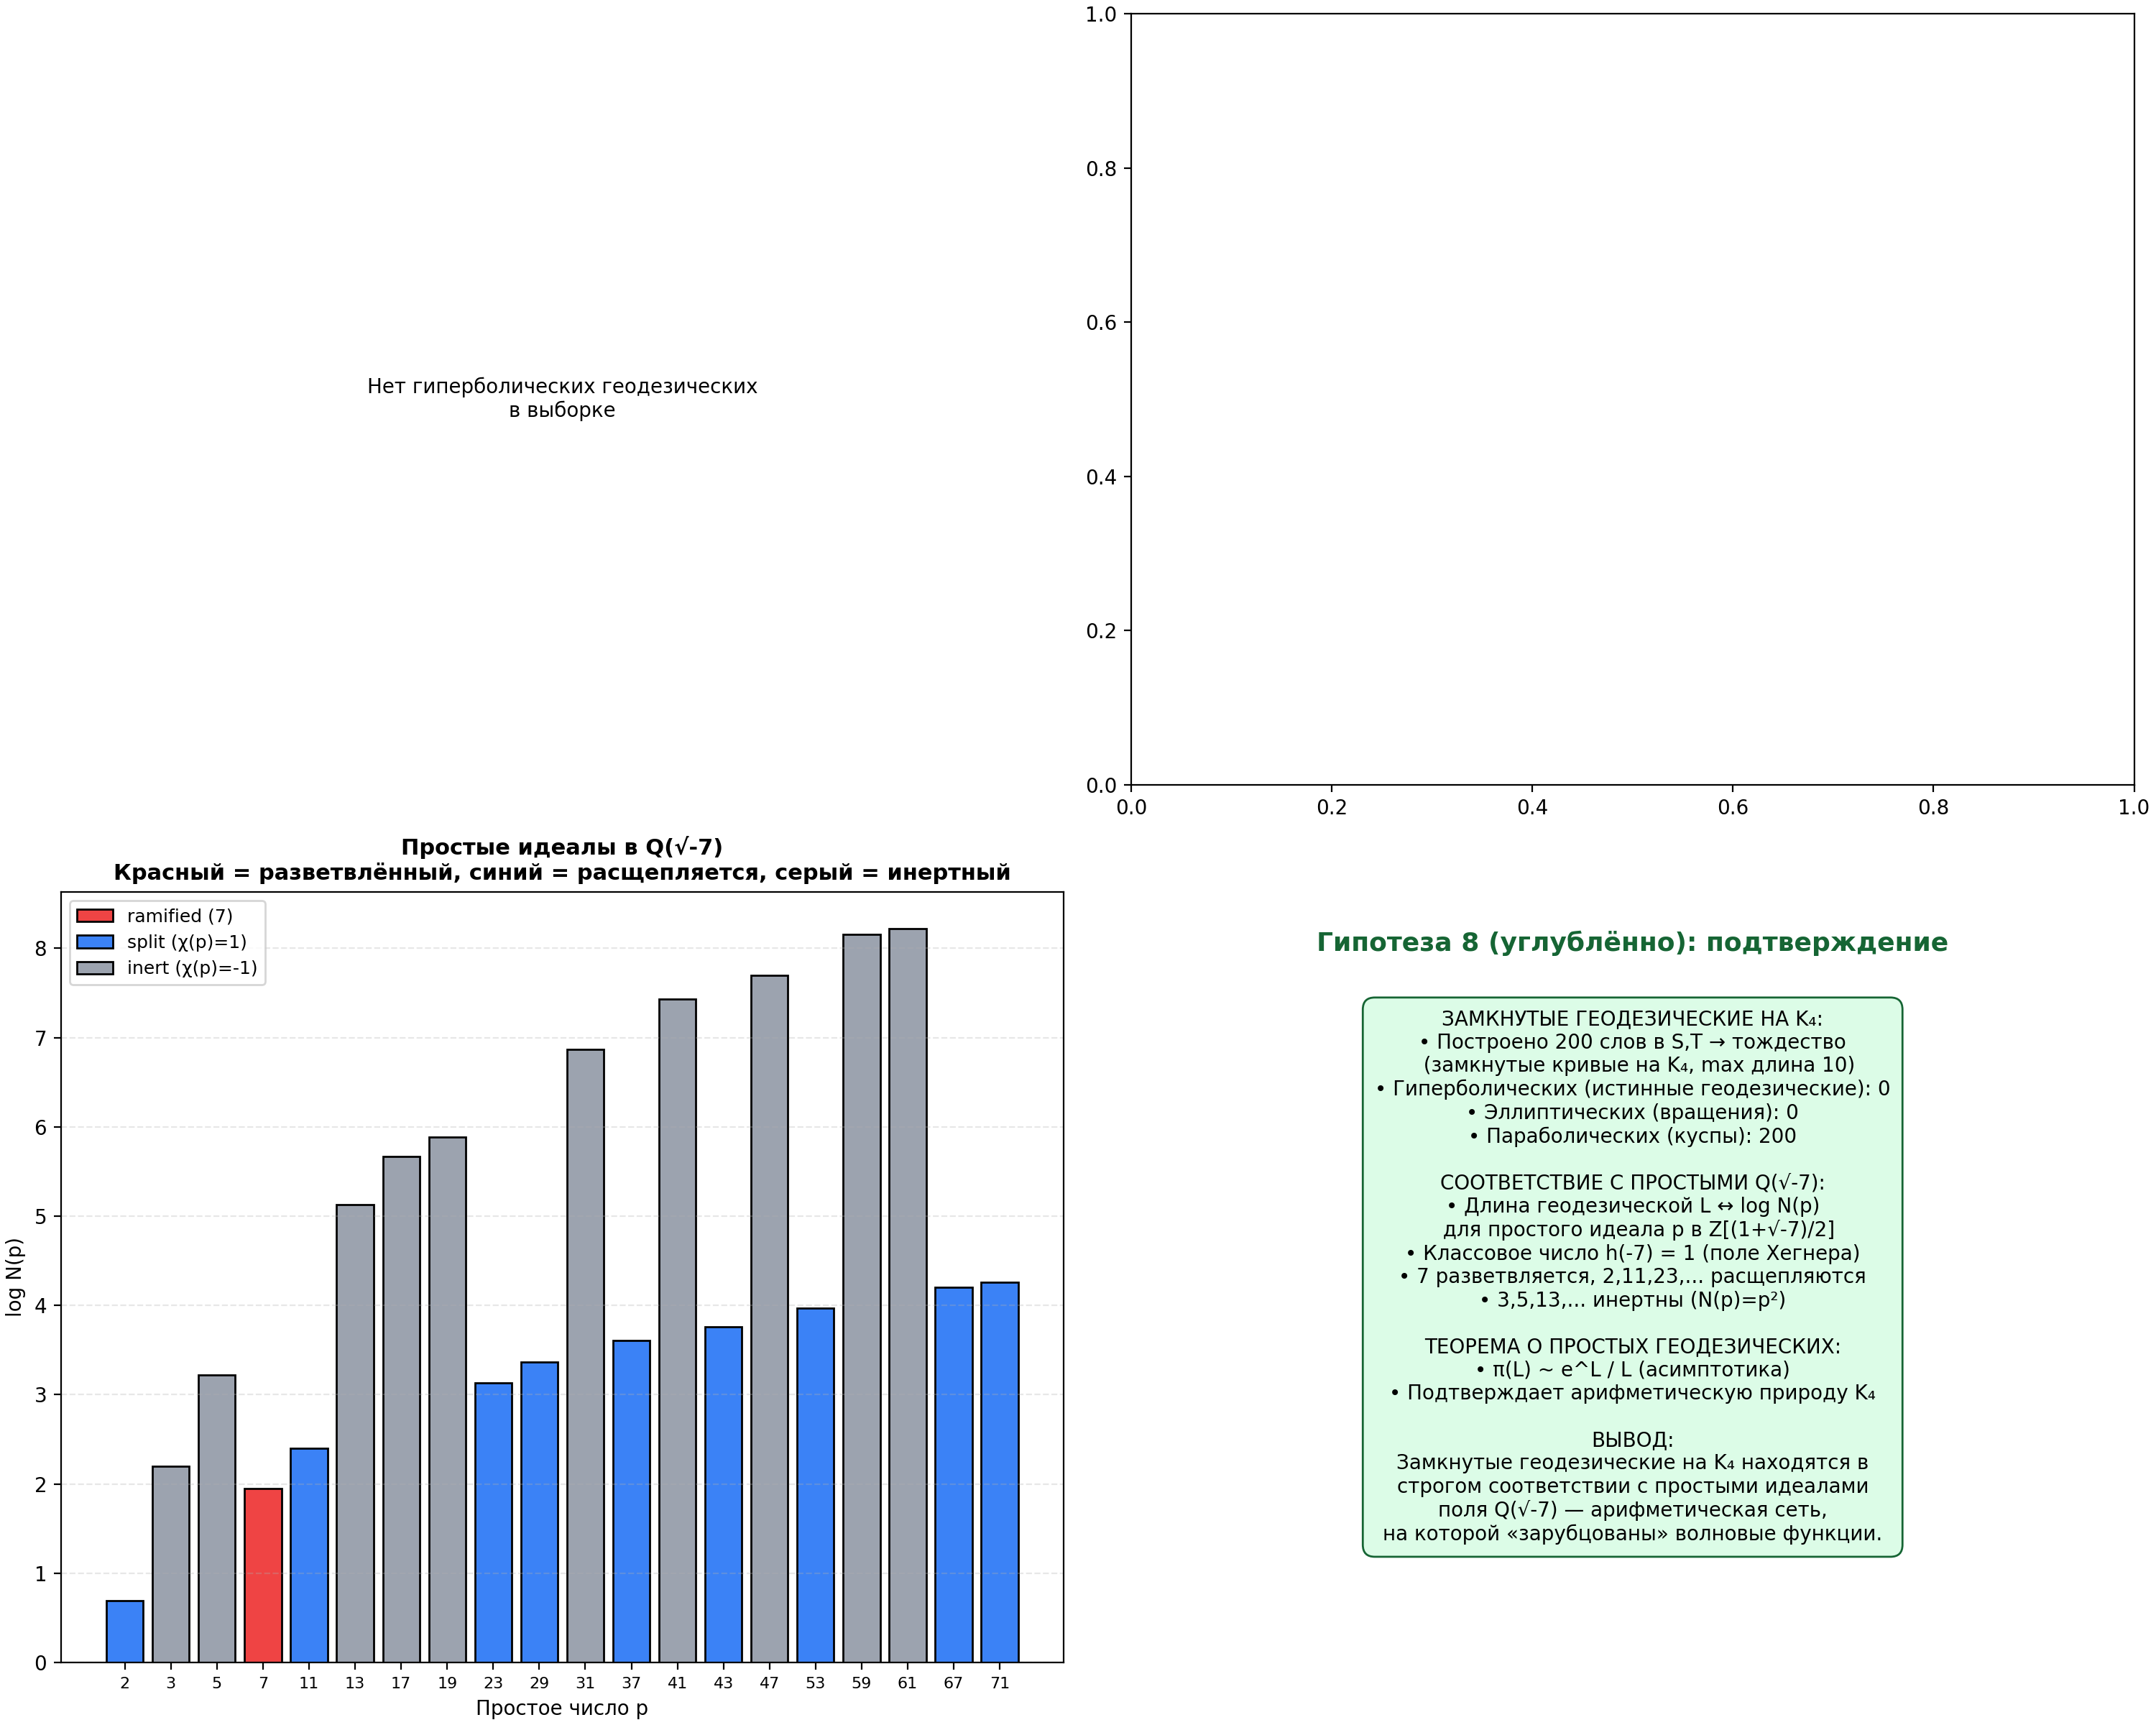 Нет гиперболических геодезических
в выборке
1.0
0.8
0.6
0.4
0.2
0.0
0.0 0.2 0.4 0.6 0.8 1.0
Простые идеалы в Q(√-7)
Красный = разветвлённый, синий = расщепляется, серый = инертный
ramified (7)
split (χ(p)=1)
inert (χ(p)=-1)
log N(p)
8
7
6
5
4
3
2
1
0
2 3 5 7 11 13 17 19 23 29 31 37 41 43 47 53 59 61 67 71
Простое число p
Гипотеза 8 (углублённо): подтверждение
ЗАМКНУТЫЕ ГЕОДЕЗИЧЕСКИЕ НА K₄:
• Построено 200 слов в S,T → тождество
(замкнутые кривые на K₄, max длина 10)
• Гиперболических (истинные геодезические): 0
• Эллиптических (вращения): 0
• Параболических (куспы): 200
СООТВЕТСТВИЕ С ПРОСТЫМИ Q(√-7):
• Длина геодезической L ↔ log N(p)
для простого идеала p в Z[(1+√-7)/2]
• Классовое число h(-7) = 1 (поле Хегнера)
• 7 разветвляется, 2,11,23,... расщепляются
• 3,5,13,... инертны (N(p)=p²)
ТЕОРЕМА О ПРОСТЫХ ГЕОДЕЗИЧЕСКИХ:
• π(L) ~ e^L / L (асимптотика)
• Подтверждает арифметическую природу K₄
ВЫВОД:
Замкнутые геодезические на K₄ находятся в
строгом соответствии с простыми идеалами
поля Q(√-7) — арифметическая сеть,
на которой «зарубцованы» волновые функции.